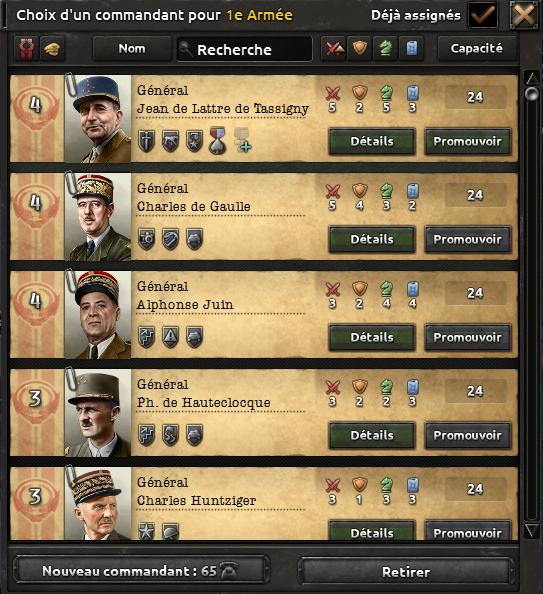 Choix d'un commandant pour 1e Armée Déjà assignés
Nom Recherche Capacité
4 Général
Jean de Lattre de Tassigny
5 2 5 3 24
Détails Promouvoir
4 Général
Charles de Gaulle
5 4 3 2 24
Détails Promouvoir
4 Général
Alphonse Juin
3 2 4 4 24
Détails Promouvoir
3 Général
Ph. de Hauteclocque
3 2 2 3 24
Détails Promouvoir
3 Général
Charles Huntziger
3 1 3 3 24
Détails Promouvoir
Nouveau commandant : 65 Retirer